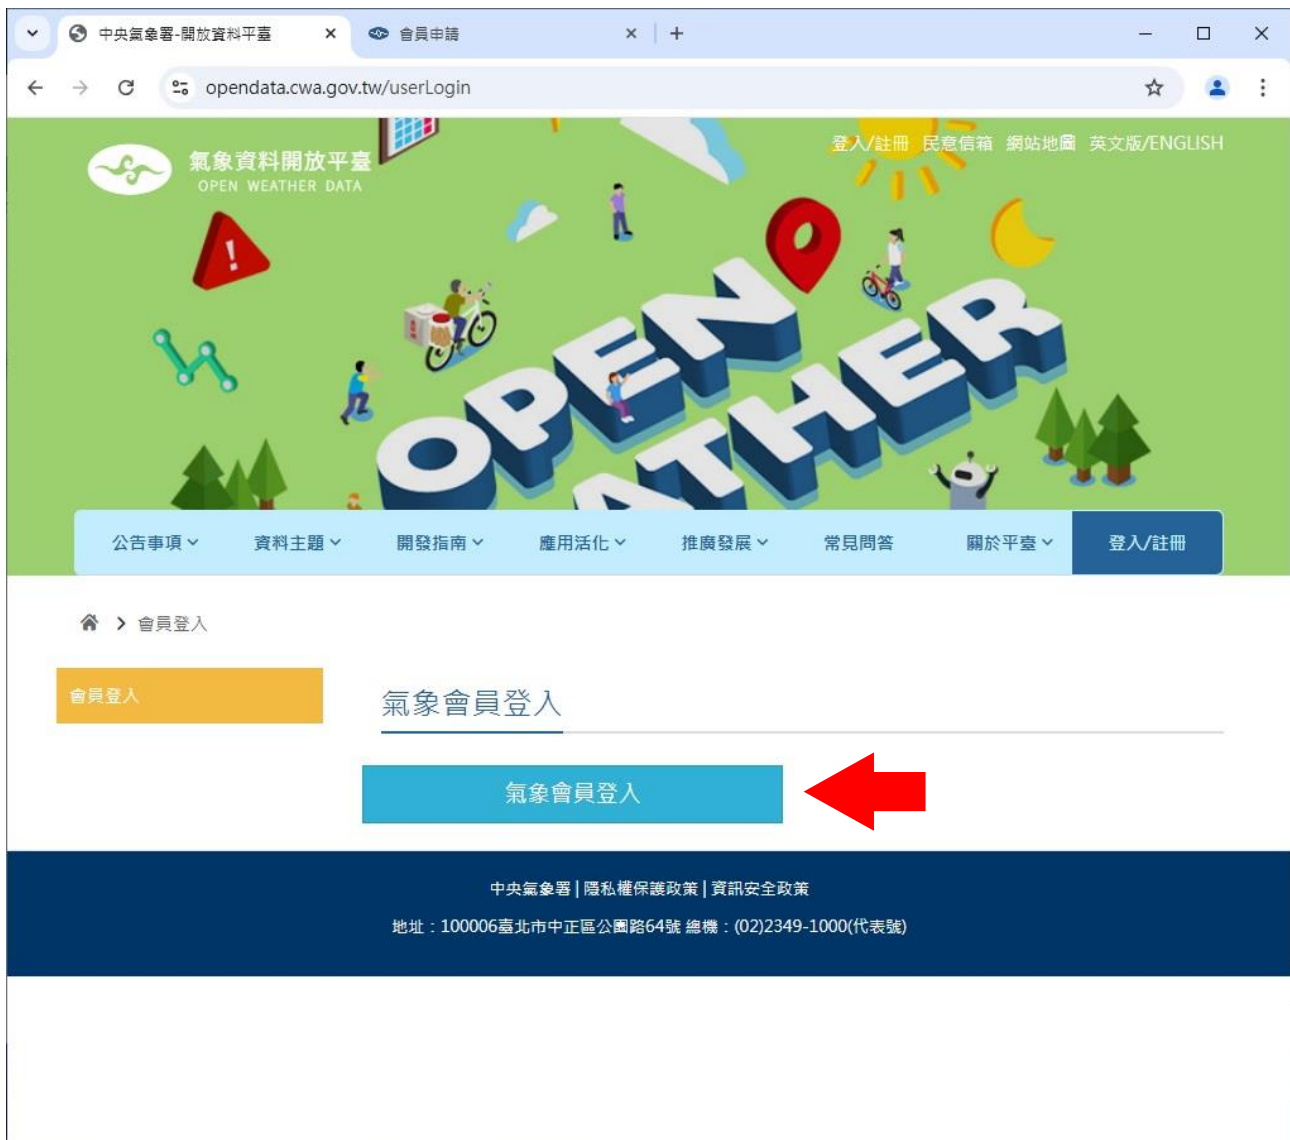 中央氣象署-開放資料平臺
會員申請
opendata.cwa.gov.tw/userLogin
登入/註冊 民意信箱 網站地圖 英文版/ENGLISH
氣象資料開放平臺
OPEN WEATHER DATA
OPEN
ATHER
公告事項 資料主題 開發指南 應用活化 推廣發展 常見問答 關於平臺 登入/註冊
會員登入
會員登入
氣象會員登入
氣象會員登入
中央氣象署 | 隱私權保護政策 | 資訊安全政策
地址：100006臺北市中正區公園路64號 總機：(02)2349-1000(代表號)